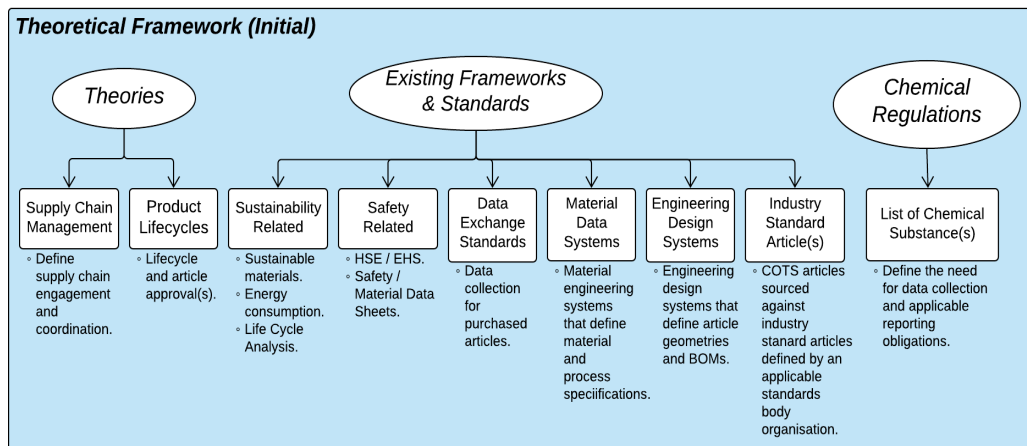 Theoretical Framework (Initial)
Theories
Existing Frameworks
& Standards
Chemical
Regulations
Supply Chain
Management
◦ Define
supply chain
engagement
and
coordination.
Product
Lifecycles
◦ Lifecycle
and article
approval(s).
Sustainability
Related
◦ Sustainable
materials.
◦ Energy
consumption.
◦ Life Cycle
Analysis.
Safety
Related
◦ HSE / EHS.
◦ Safety /
Material Data
Sheets.
Data
Exchange
Standards
◦ Data
collection
for
purchased
articles.
Material
Data
Systems
◦ Material
engineering
systems
that define
material
and
process
speciifications.
Engineering
Design
Systems
◦ Engineering
design
systems that
define article
geometries
and BOMs.
Industry
Standard
Article(s)
◦ COTS articles
sourced
against
industry
stanard articles
defined by an
applicable
standards
body
organisation.
List of Chemical
Substance(s)
◦ Define the need
for data collection
and applicable
reporting
obligations.